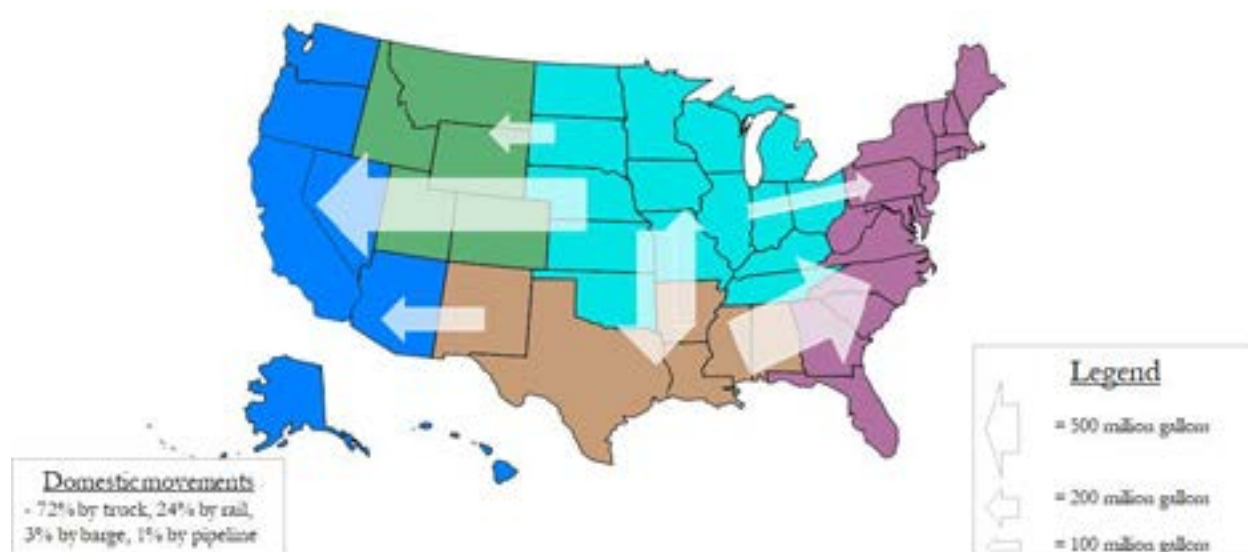 Legend
= 500 million gallons
= 200 million gallons
= 100 million gallons
Domestic movements
- 72% by truck, 24% by rail,
3% by barge, 1% by pipeline